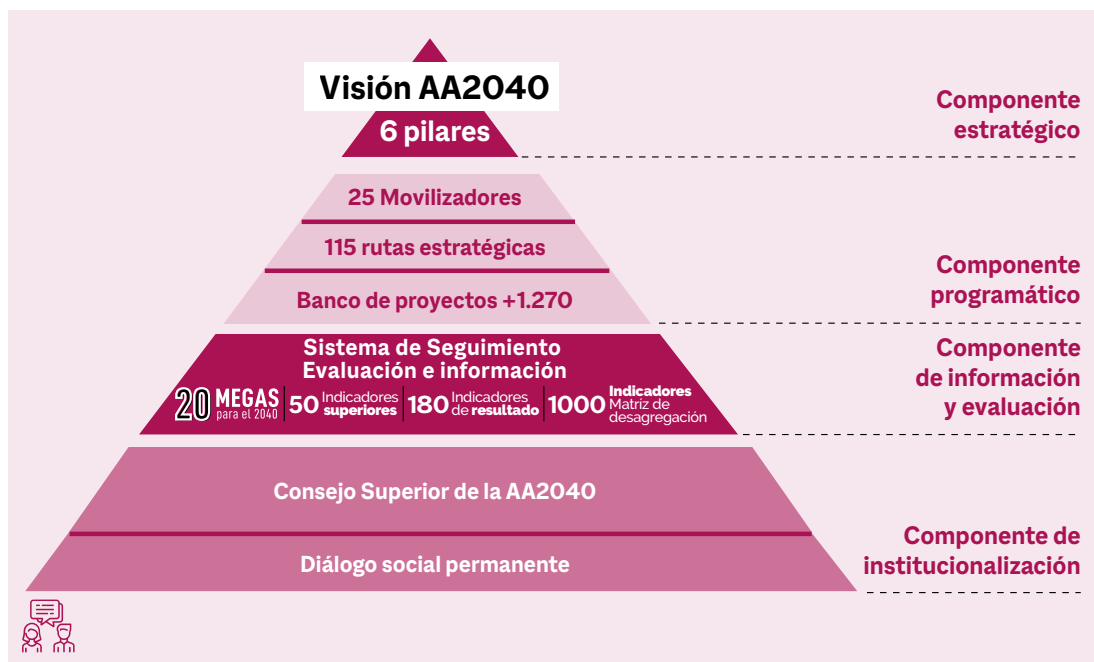 Visión AA2040
6 pilares
Componente
estratégico
25 Movilizadores
115 rutas estratégicas
Banco de proyectos +1.270
Componente
programático
Sistema de Seguimiento
Evaluación e información
20 MEGAS
para el 2040
50 Indicadores
superiores
180 Indicadores
de resultado
1000 Indicadores
Matríz de
desagregación
Componente
de información
y evaluación
Consejo Superior de la AA2040
Diálogo social permanente
Componente de
institucionalización